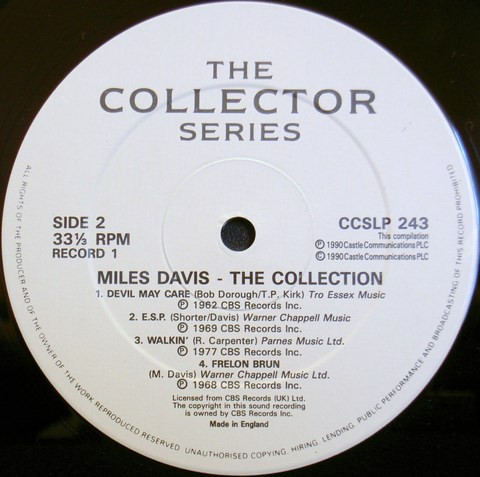 THE
COLLECTOR
SERIES
SIDE 2
33⅓ RPM
RECORD 1
CCSLP 243
This compilation
Ⓟ 1990 Castle Communications PLC
© 1990 Castle Communications PLC
MILES DAVIS - THE COLLECTION
1. DEVIL MAY CARE (Bob Dorough/T.P. Kirk) Tro Essex Music
Ⓟ 1962 CBS Records Inc.
2. E.S.P. (Shorter/Davis) Warner Chappell Music
Ⓟ 1969 CBS Records Inc.
3. WALKIN' (R. Carpenter) Parnes Music Ltd.
Ⓟ 1977 CBS Records Inc.
4. FRELON BRUN
(M. Davis) Warner Chappell Music Ltd.
Ⓟ 1968 CBS Records Inc.
Licensed from CBS Records (UK) Ltd.
The copyright in this sound recording
is owned by CBS Records Inc.
Made in England
ALL RIGHTS OF THE PRODUCER AND OF THE OWNER OF THE WORK REPRODUCED RESERVED. UNAUTHORISED COPYING, HIRING, LENDING, PUBLIC PERFORMANCE AND BROADCASTING OF THIS RECORD PROHIBITED